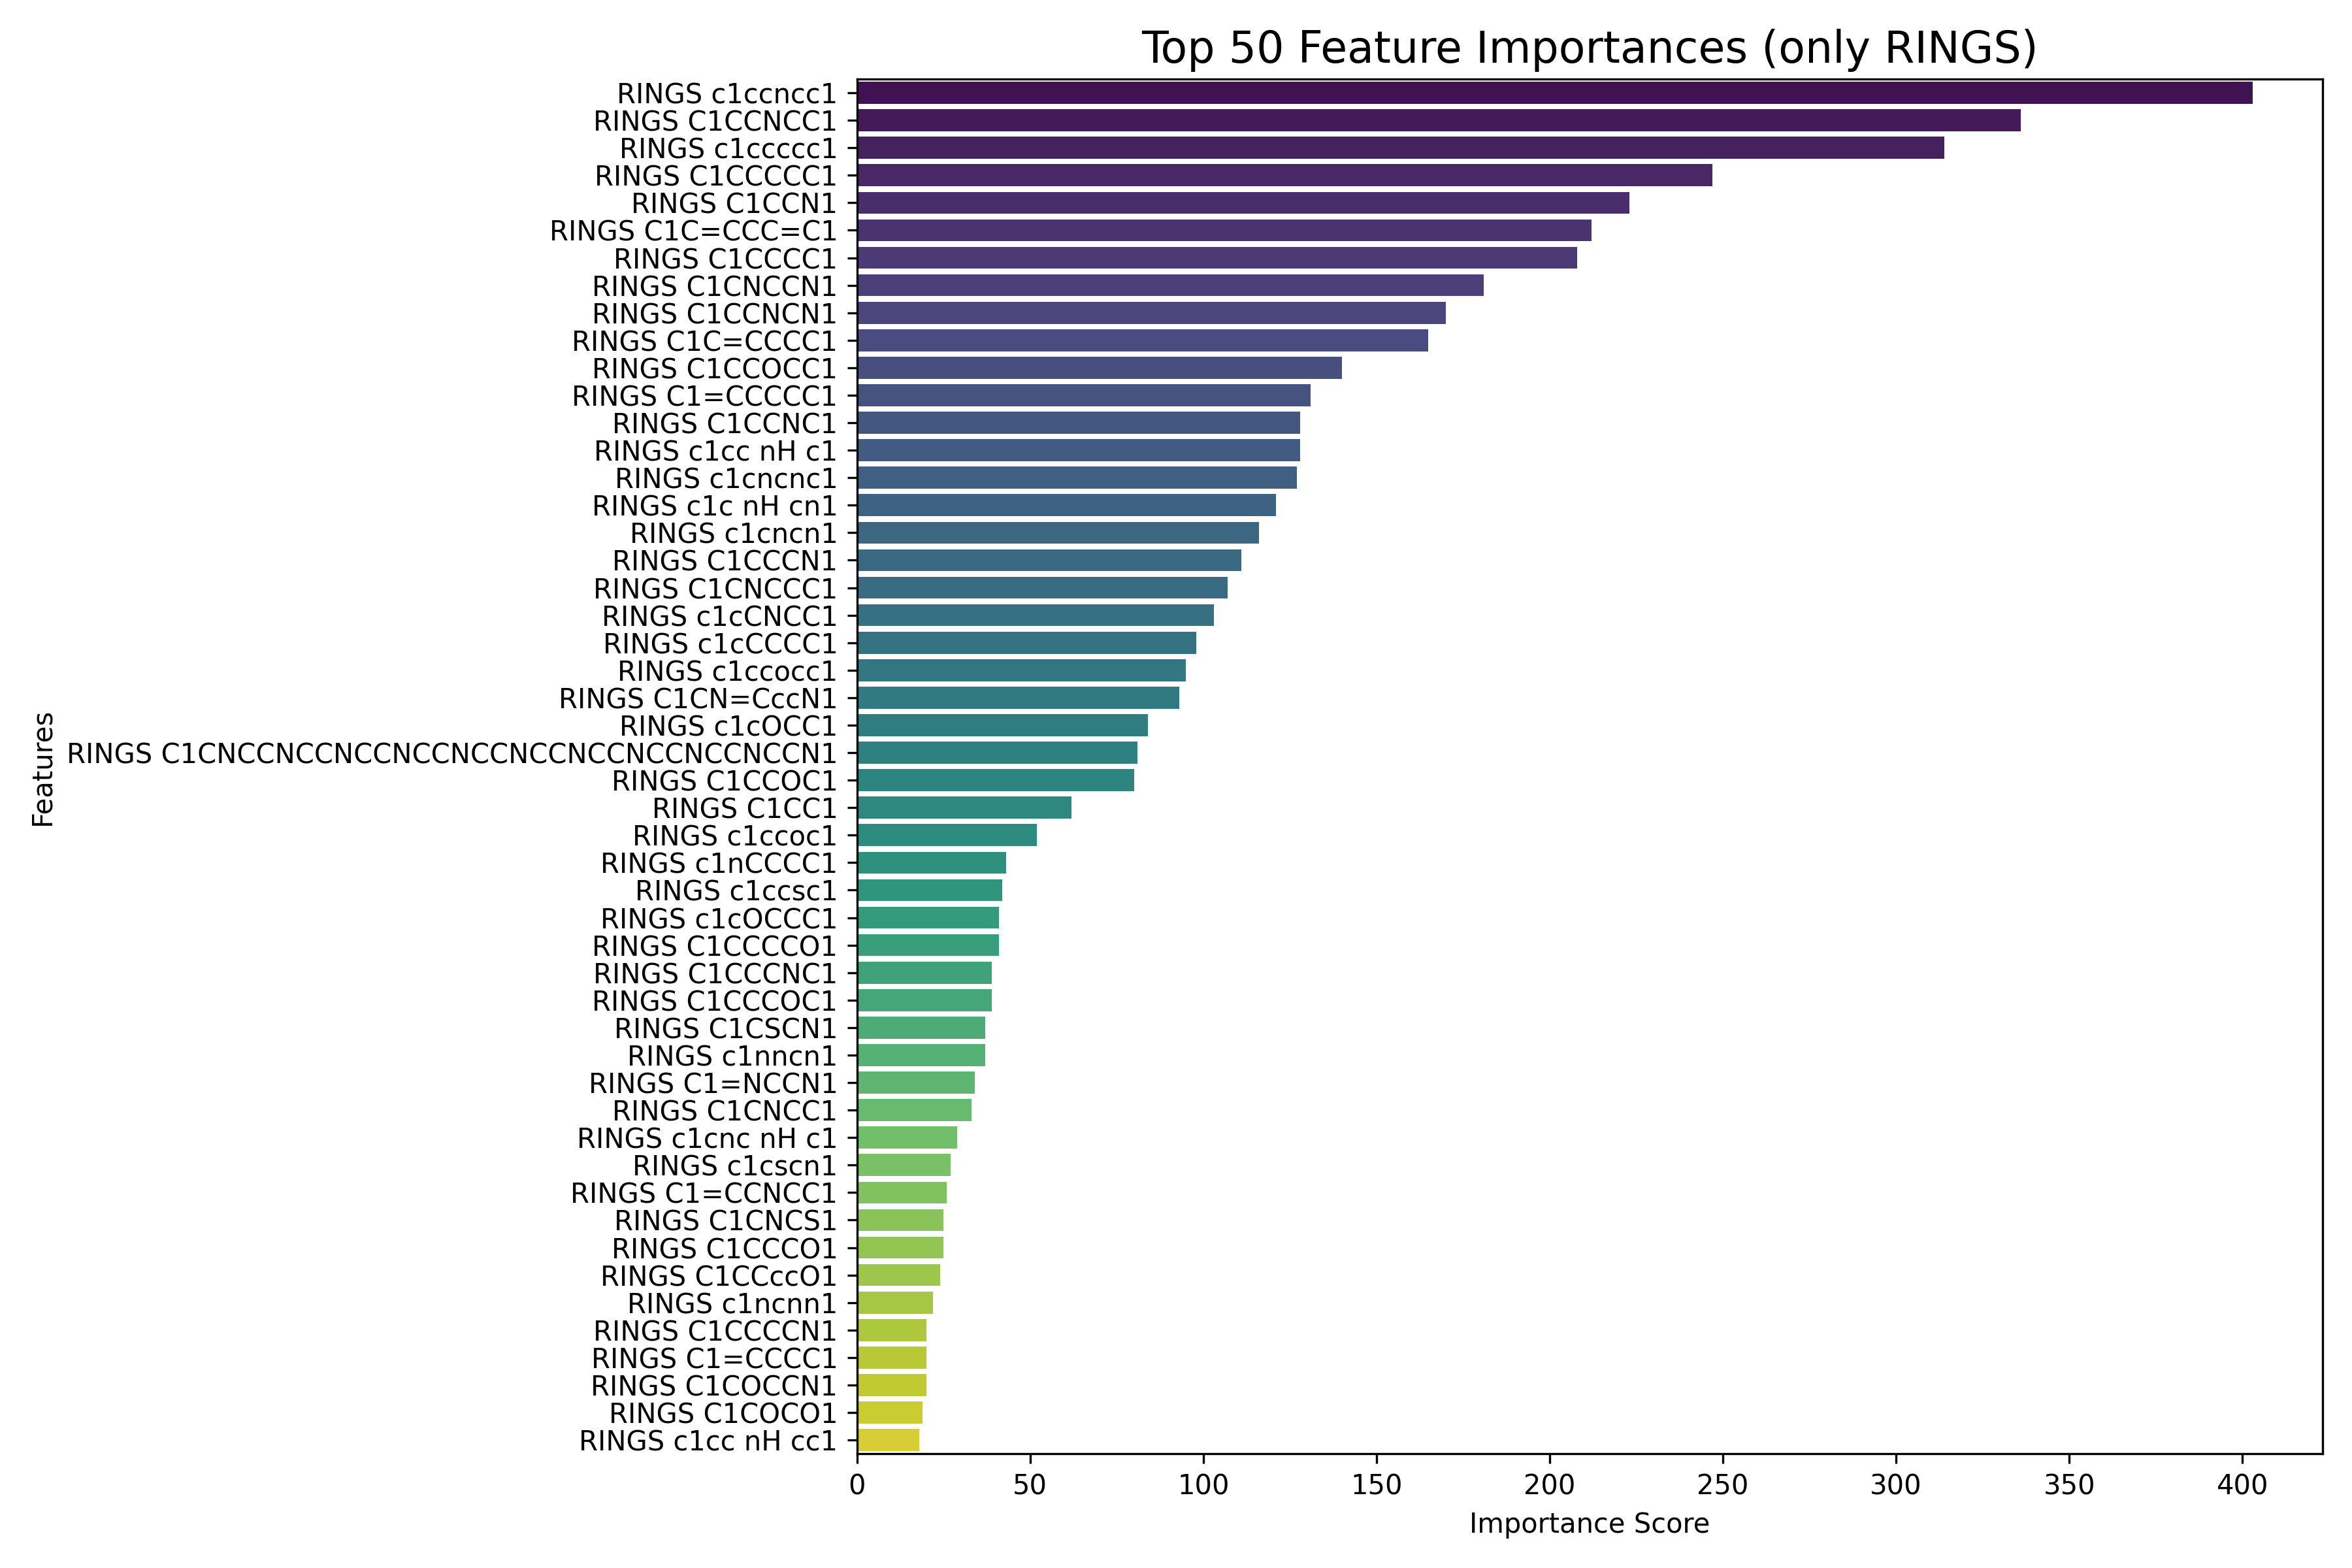 Top 50 Feature Importances (only RINGS)
Features
RINGS c1ccncc1
RINGS C1CCNCC1
RINGS c1ccccc1
RINGS C1CCCCC1
RINGS C1CCN1
RINGS C1C=CCC=C1
RINGS C1CCCC1
RINGS C1CNCCN1
RINGS C1CCNCN1
RINGS C1C=CCCC1
RINGS C1CCOCC1
RINGS C1=CCCCC1
RINGS C1CCNC1
RINGS c1cc nH c1
RINGS c1cncnc1
RINGS c1c nH cn1
RINGS c1cncn1
RINGS C1CCCN1
RINGS C1CNCCC1
RINGS c1cCNCC1
RINGS c1cCCCC1
RINGS c1ccocc1
RINGS C1CN=CccN1
RINGS c1cOCC1
RINGS C1CNCCNCCNCCNCCNCCNCCNCCNCCNCCNCCN1
RINGS C1CCOC1
RINGS C1CC1
RINGS c1ccoc1
RINGS c1nCCCC1
RINGS c1ccsc1
RINGS c1cOCCC1
RINGS C1CCCCO1
RINGS C1CCCNC1
RINGS C1CCCOC1
RINGS C1CSCN1
RINGS c1nncn1
RINGS C1=NCCN1
RINGS C1CNCC1
RINGS c1cnc nH c1
RINGS c1cscn1
RINGS C1=CCNCC1
RINGS C1CNCS1
RINGS C1CCCO1
RINGS C1CCccO1
RINGS c1ncnn1
RINGS C1CCCCN1
RINGS C1=CCCC1
RINGS C1COCCN1
RINGS C1COCO1
RINGS c1cc nH cc1
0 50 100 150 200 250 300 350 400
Importance Score